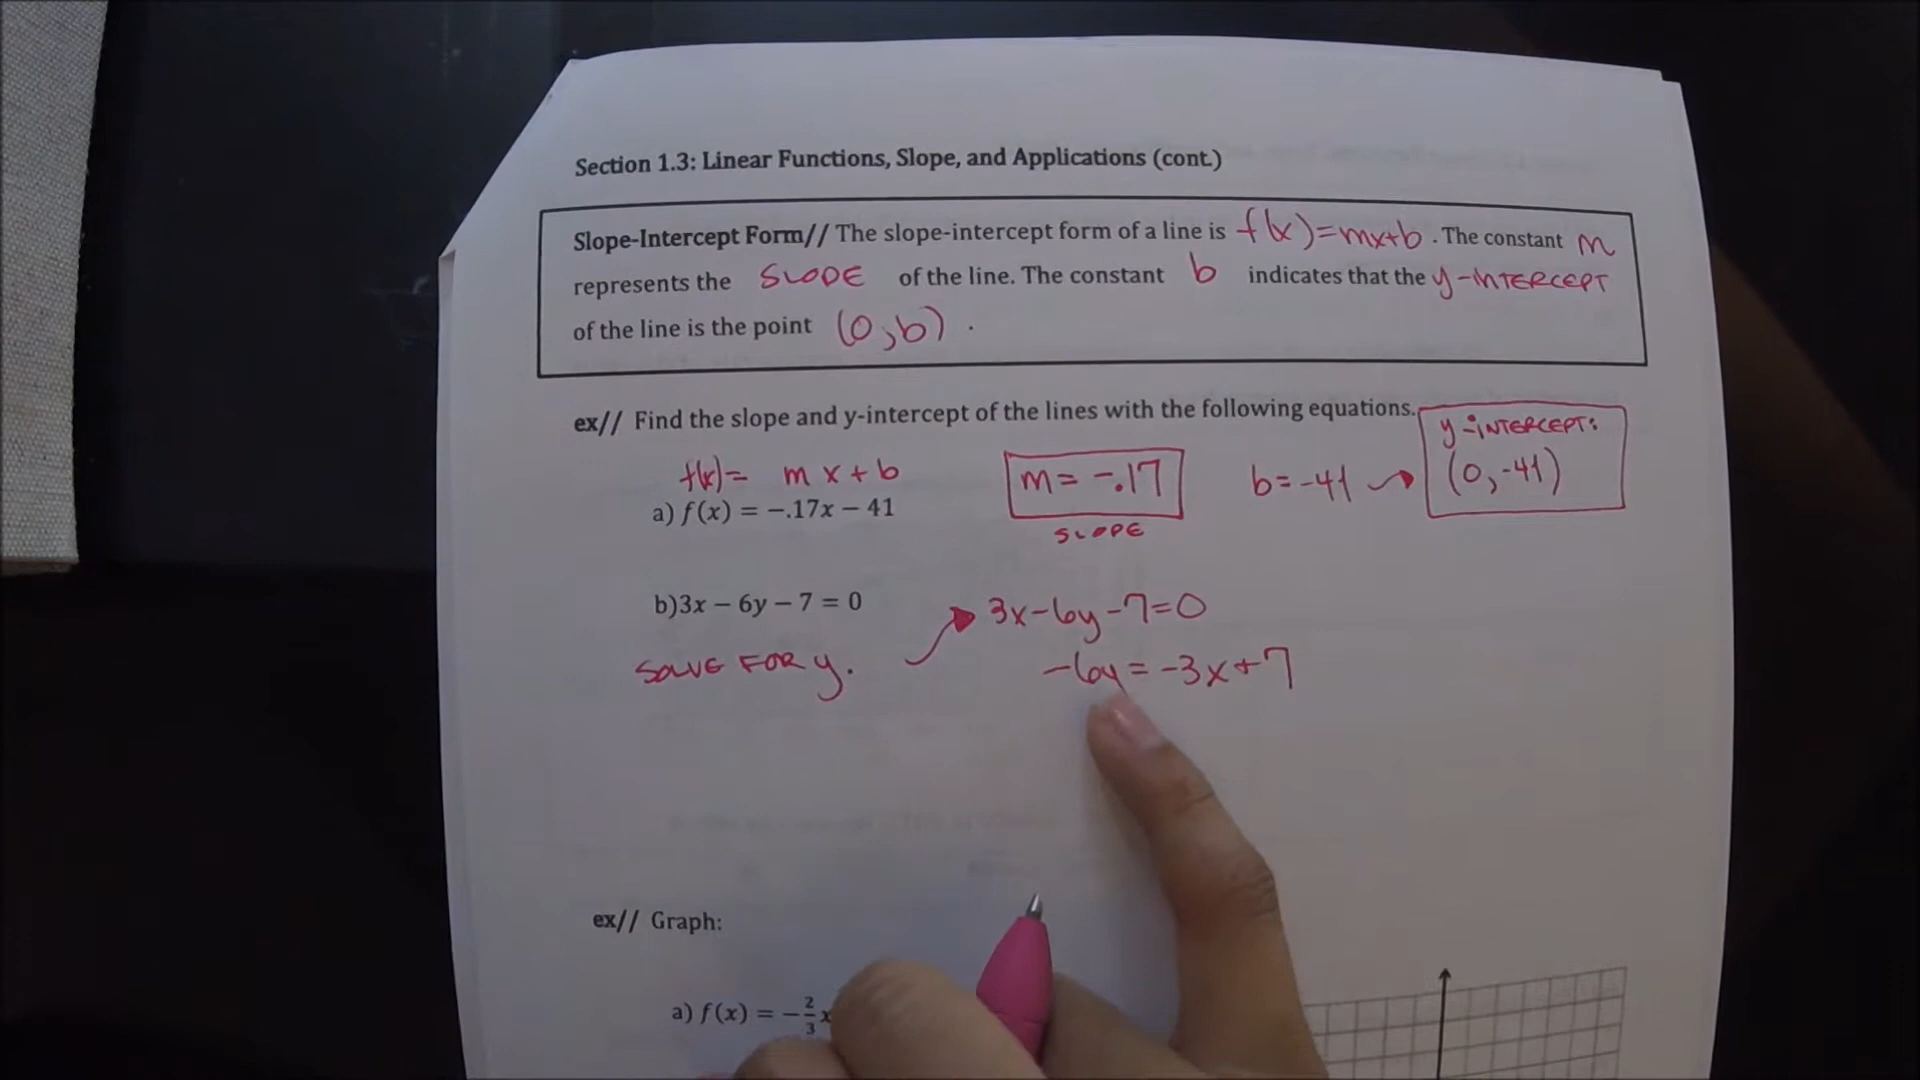 Section 1.3: Linear Functions, Slope, and Applications (cont.)
Slope-Intercept Form// The slope-intercept form of a line is f(x)=mx+b. The constant m
represents the SLOPE of the line. The constant b indicates that the y-INTERCEPT
of the line is the point (0,b).
ex// Find the slope and y-intercept of the lines with the following equations.
y-INTERCEPT:
f(x)= mx+b
m=-.17
b=-41
(0,-41)
a) f(x) = −.17x − 41
SLOPE
b)3x − 6y − 7 = 0
3x-6y-7=0
SOLVE FOR y.
-6y=-3x+7
ex// Graph:
a) f(x) = −2/3x